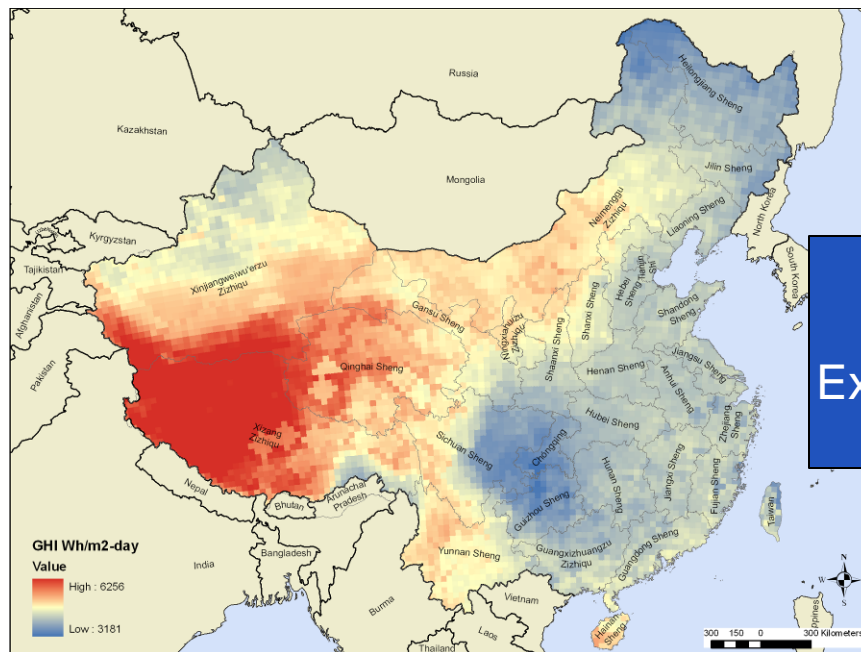 Russia
Kazakhstan
Mongolia
Heilongjiang Sheng
Jilin Sheng
Neimenggu
Zizhiqu
Liaoning Sheng
North Korea
South Korea
Kyrgyzstan
Tajikistan
Afghanistan
Pakistan
Xinjiangweiwu'erzu
Zizhiqu
Gansu Sheng
Ningxiahuizu
Zizhiqu
Shaanxi Sheng
Shanxi Sheng
Hebei
Sheng
Tianjin
Shi
Shandong
Sheng
Qinghai Sheng
Henan Sheng
Jiangsu Sheng
Anhui Sheng
Ex
Xizang
Zizhiqu
Sichuan Sheng
Chongqing
Hubei Sheng
Zhejiang
Sheng
Hunan Sheng
Jiangxi Sheng
Fujian Sheng
Guizhou Sheng
Nepal
Bhutan
Arunachal
Pradesh
Yunnan Sheng
Guangxizhuangzu
Zizhiqu
Guangdong Sheng
Taiwan
India
Bangladesh
Burma
Vietnam
Laos
Thailand
Hainan
Sheng
ppines
GHI Wh/m2-day
Value
High : 6256
Low : 3181
N
W
E
S
300 150 0 300 Kilometers